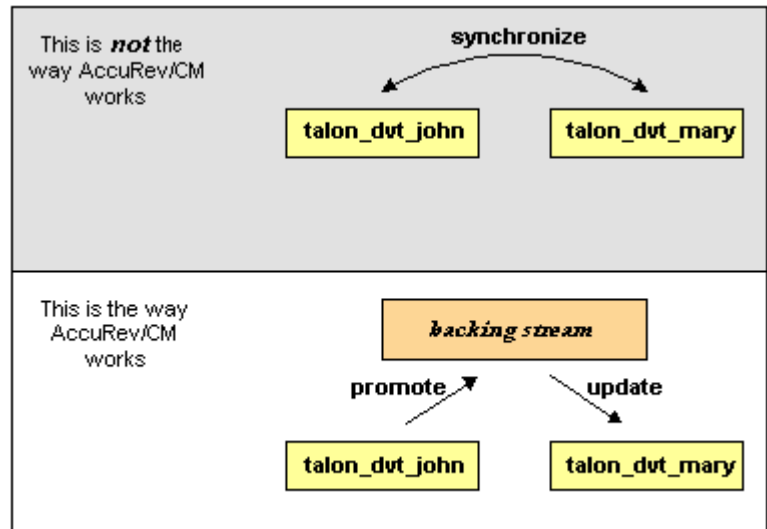 This is not the
way AccuRev/CM
works
synchronize
talon_dvt_john
talon_dvt_mary
This is the way
AccuRev/CM
works
backing stream
promote
update
talon_dvt_john
talon_dvt_mary